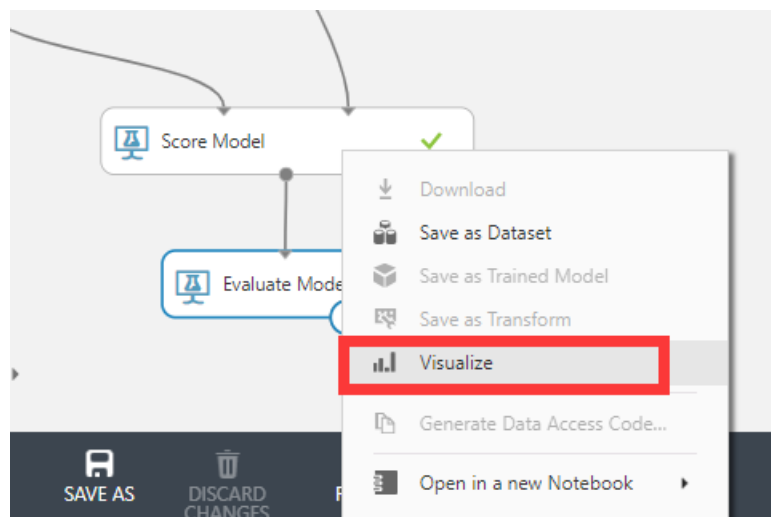 Score Model
Download
Save as Dataset
Evaluate Mode
Save as Trained Model
Save as Transform
Visualize
Generate Data Access Code...
Open in a new Notebook
SAVE AS
DISCARD
CHANGES